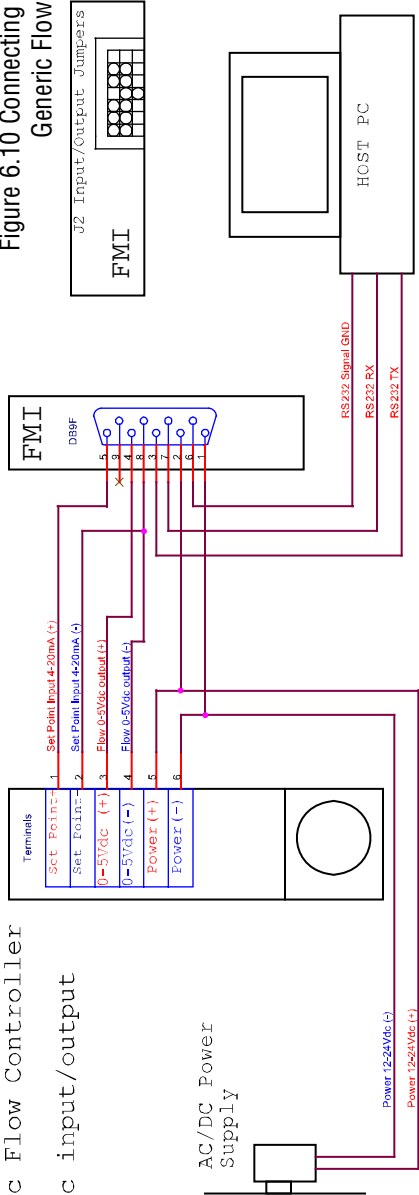 c Flow Controller
c input/output
Figure 6.10 Connecting
Generic Flow
J2 Input/Output Jumpers
FMI
FMI
DB9F
5
9
4
8
3
7
2
6
1
Terminals
Set Point+ 1
Set Point- 2
0-5Vdc (+) 3
0-5Vdc(-) 4
Power(+) 5
Power(-) 6
Set Point Input 4-20mA (+)
Set Point Input 4-20mA (-)
Flow 0-5Vdc output (+)
Flow 0-5Vdc output (-)
HOST PC
RS232 Signal GND
RS232 RX
RS232 TX
AC/DC Power
Supply
Power 12-24Vdc (-)
Power 12-24Vdc (+)